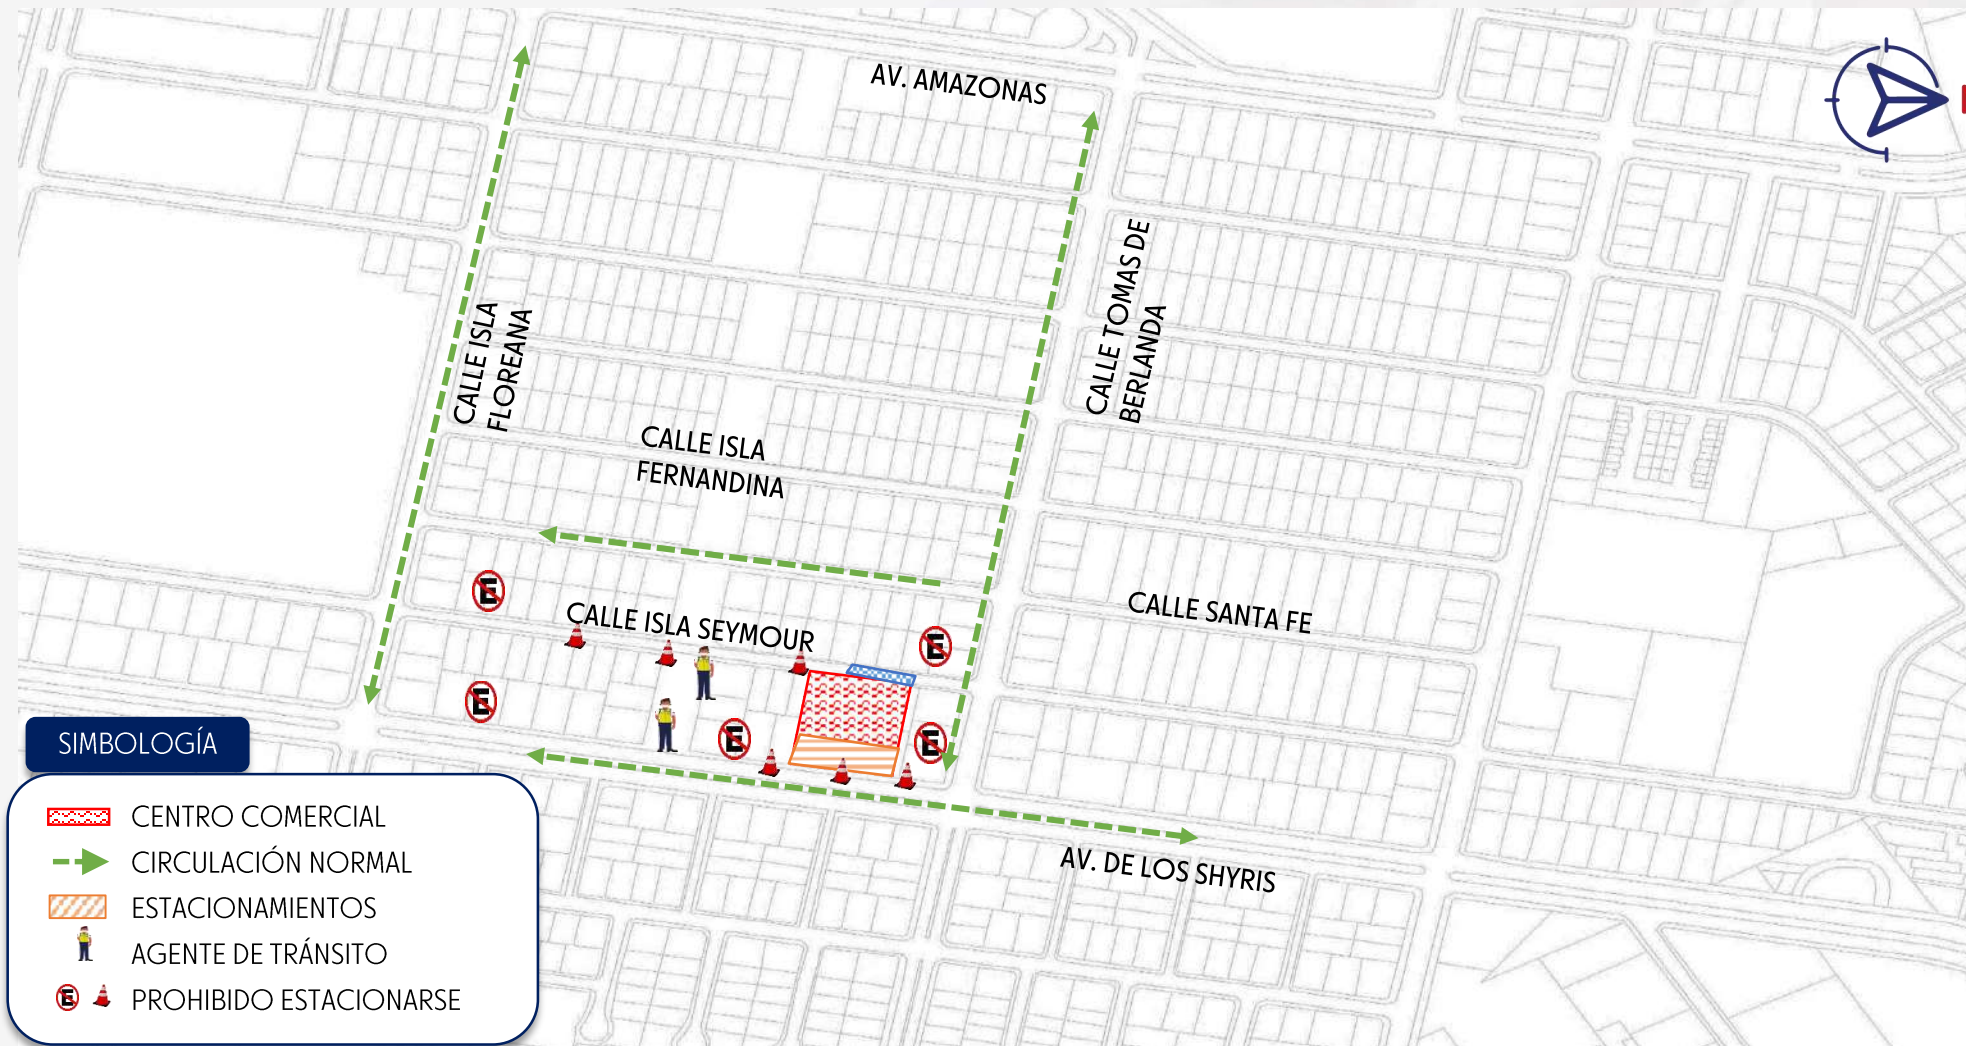 AV. AMAZONAS
CALLE ISLA
FLOREANA
CALLE TOMAS DE
BERLANDA
CALLE ISLA
FERNANDINA
CALLE ISLA SEYMOUR
CALLE SANTA FE
E
E
E
E
E
AV. DE LOS SHYRIS
SIMBOLOGÍA
CENTRO COMERCIAL
CIRCULACIÓN NORMAL
ESTACIONAMIENTOS
AGENTE DE TRÁNSITO
E PROHIBIDO ESTACIONARSE